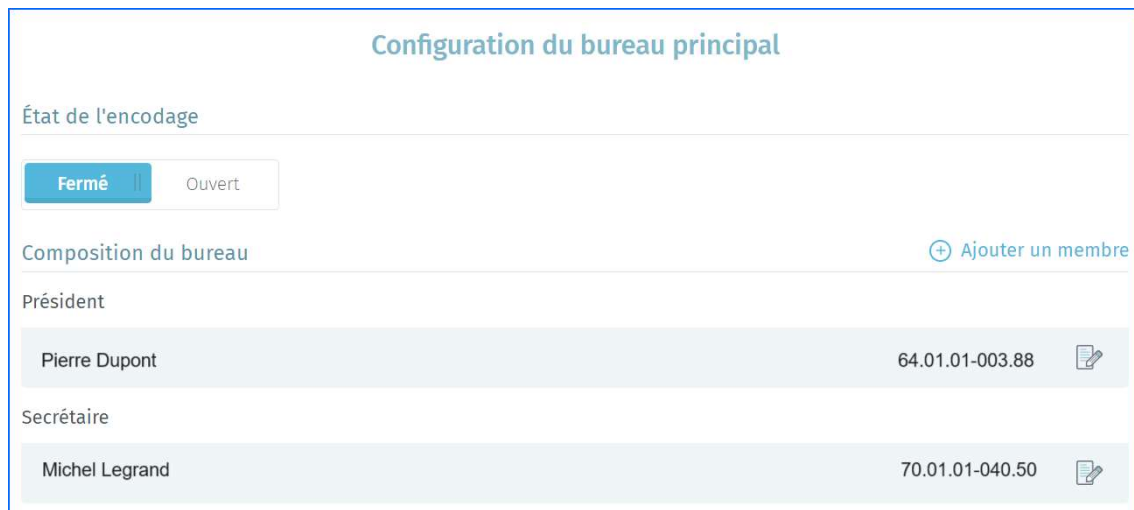 Configuration du bureau principal
État de l'encodage
Fermé Ouvert
Composition du bureau Ajouter un membre
Président
Pierre Dupont 64.01.01-003.88
Secrétaire
Michel Legrand 70.01.01-040.50